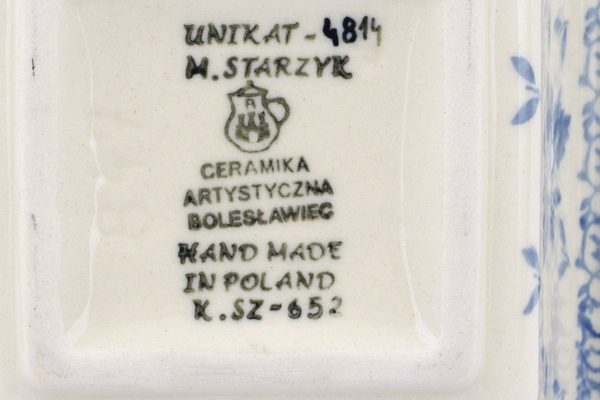 UNIKAT-4814
M.STARZYK
CERAMIKA
ARTYSTYCZNA
BOLESŁAWIEC
HAND MADE
IN POLAND
K.SZ-652